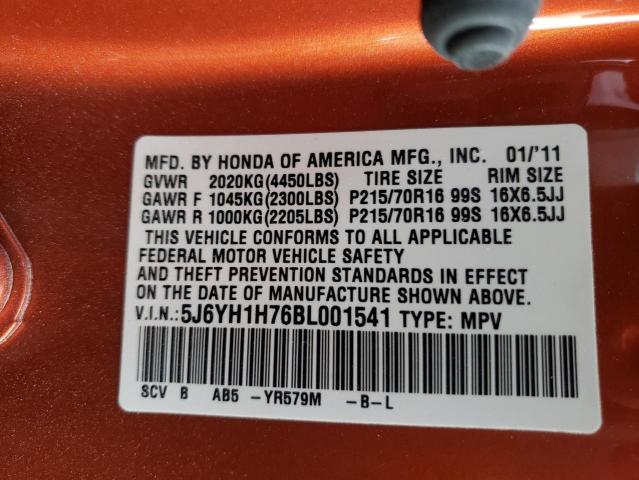 MFD. BY HONDA OF AMERICA MFG., INC. 01/'11
GVWR 2020KG(4450LBS) TIRE SIZE RIM SIZE
GAWR F 1045KG(2300LBS) P215/70R16 99S 16X6.5JJ
GAWR R 1000KG(2205LBS) P215/70R16 99S 16X6.5JJ
THIS VEHICLE CONFORMS TO ALL APPLICABLE
FEDERAL MOTOR VEHICLE SAFETY
AND THEFT PREVENTION STANDARDS IN EFFECT
ON THE DATE OF MANUFACTURE SHOWN ABOVE.
V.I.N.:5J6YH1H76BL001541 TYPE: MPV
SCV B AB5 -YR579M -B-L